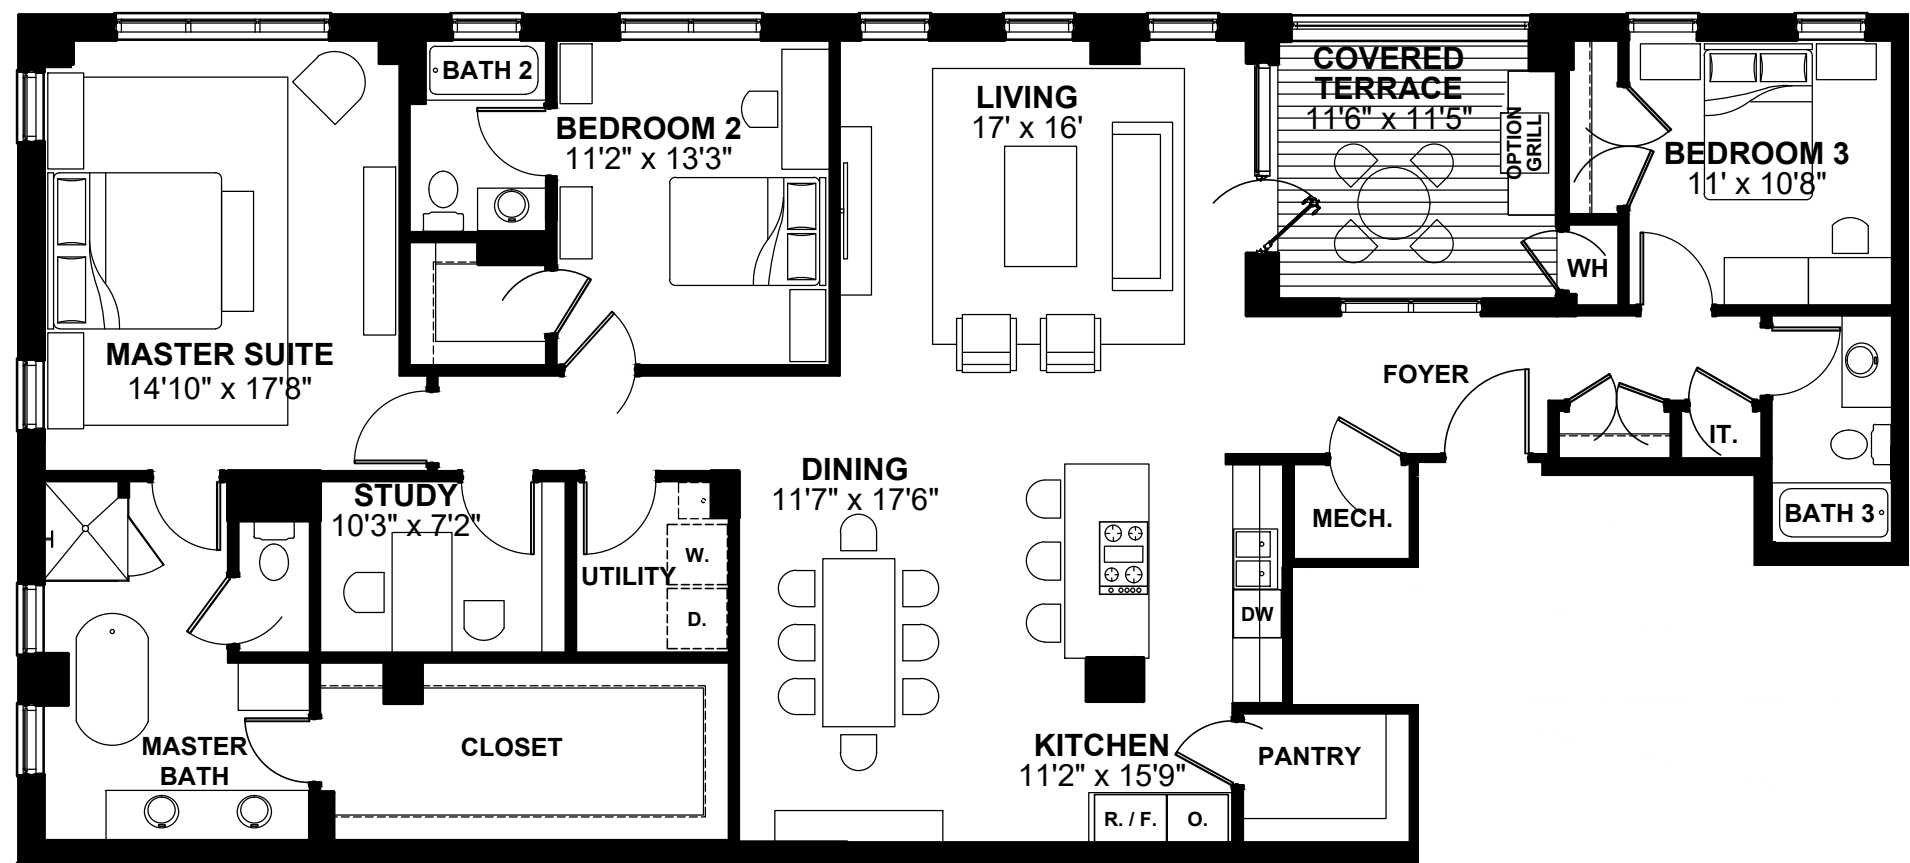 BATH 2
BEDROOM 2
11'2" x 13'3"
LIVING
17' x 16'
COVERED
TERRACE
11'6" x 11'5"
OPTION
GRILL
BEDROOM 3
11' x 10'8"
WH
MASTER SUITE
14'10" x 17'8"
FOYER
IT.
STUDY
10'3" x 7'2"
DINING
11'7" x 17'6"
MECH.
BATH 3
UTILITY
W.
D.
DW
MASTER
BATH
CLOSET
KITCHEN
11'2" x 15'9"
PANTRY
R. / F.
O.